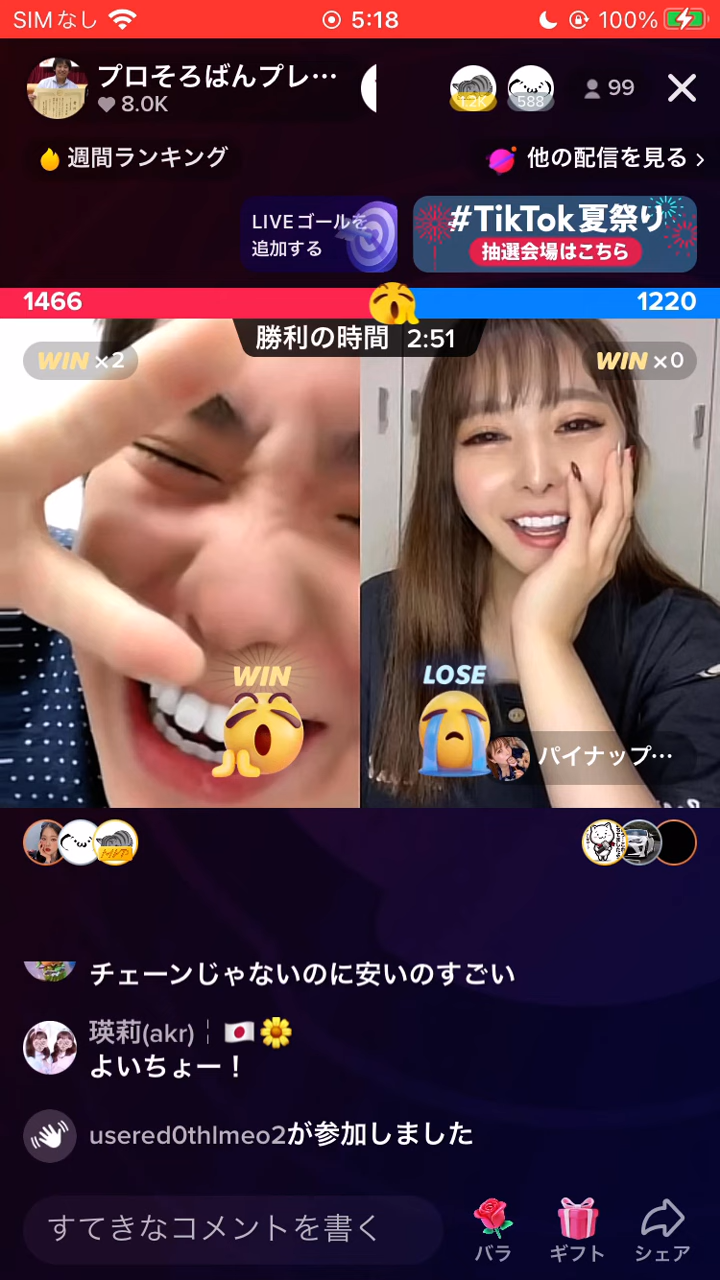 SIMなし 5:18 100%
プロそろばんプレ…
8.0K
1.2K 588 99
週間ランキング 他の配信を見る
LIVEゴールを
追加する
#TikTok夏祭り
抽選会場はこちら
1466 1220
勝利の時間 2:51
WIN ×2 WIN ×0
WIN LOSE
パイナップ…
チェーンじゃないのに安いのすごい
瑛莉(akr)
よいちょー！
usered0thlmeo2が参加しました
すてきなコメントを書く
バラ ギフト シェア